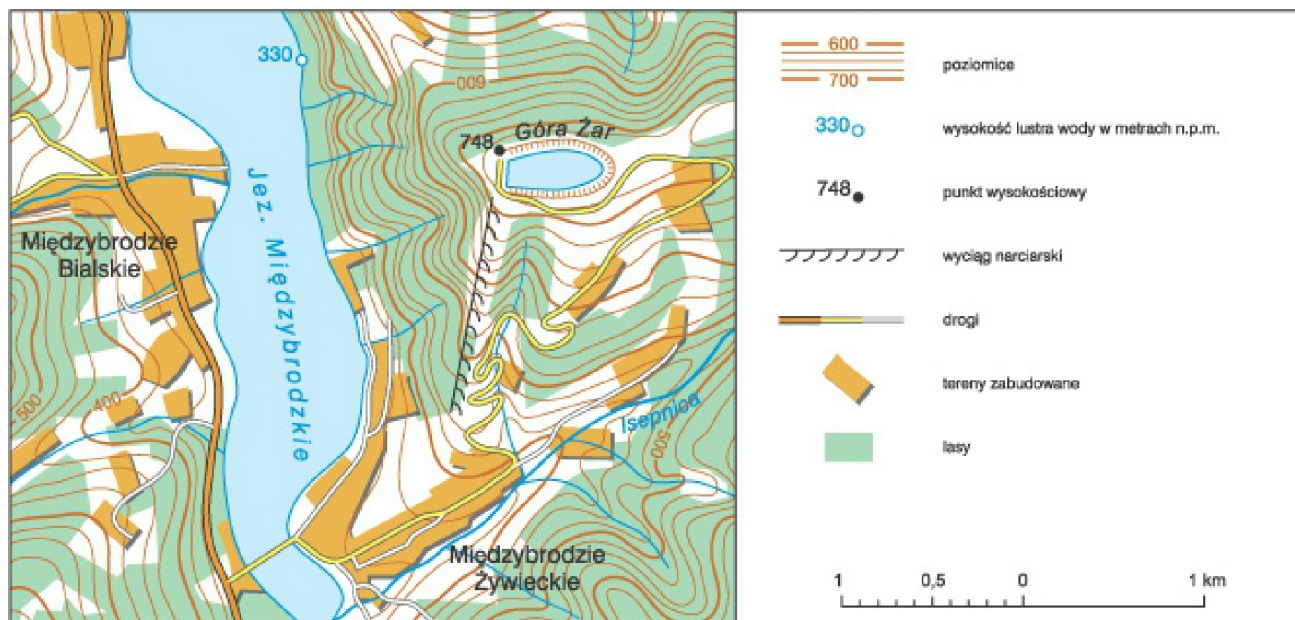 330
600
Góra Żar
748
Jez. Międzybrodzkie
Międzybrodzie
Bialskie
500
400
Isepnica
500
Międzybrodzie
Żywieckie
600
700
poziomice
330
wysokość lustra wody w metrach n.p.m.
748
punkt wysokościowy
wyciąg narciarski
drogi
tereny zabudowane
lasy
1 0,5 0 1 km